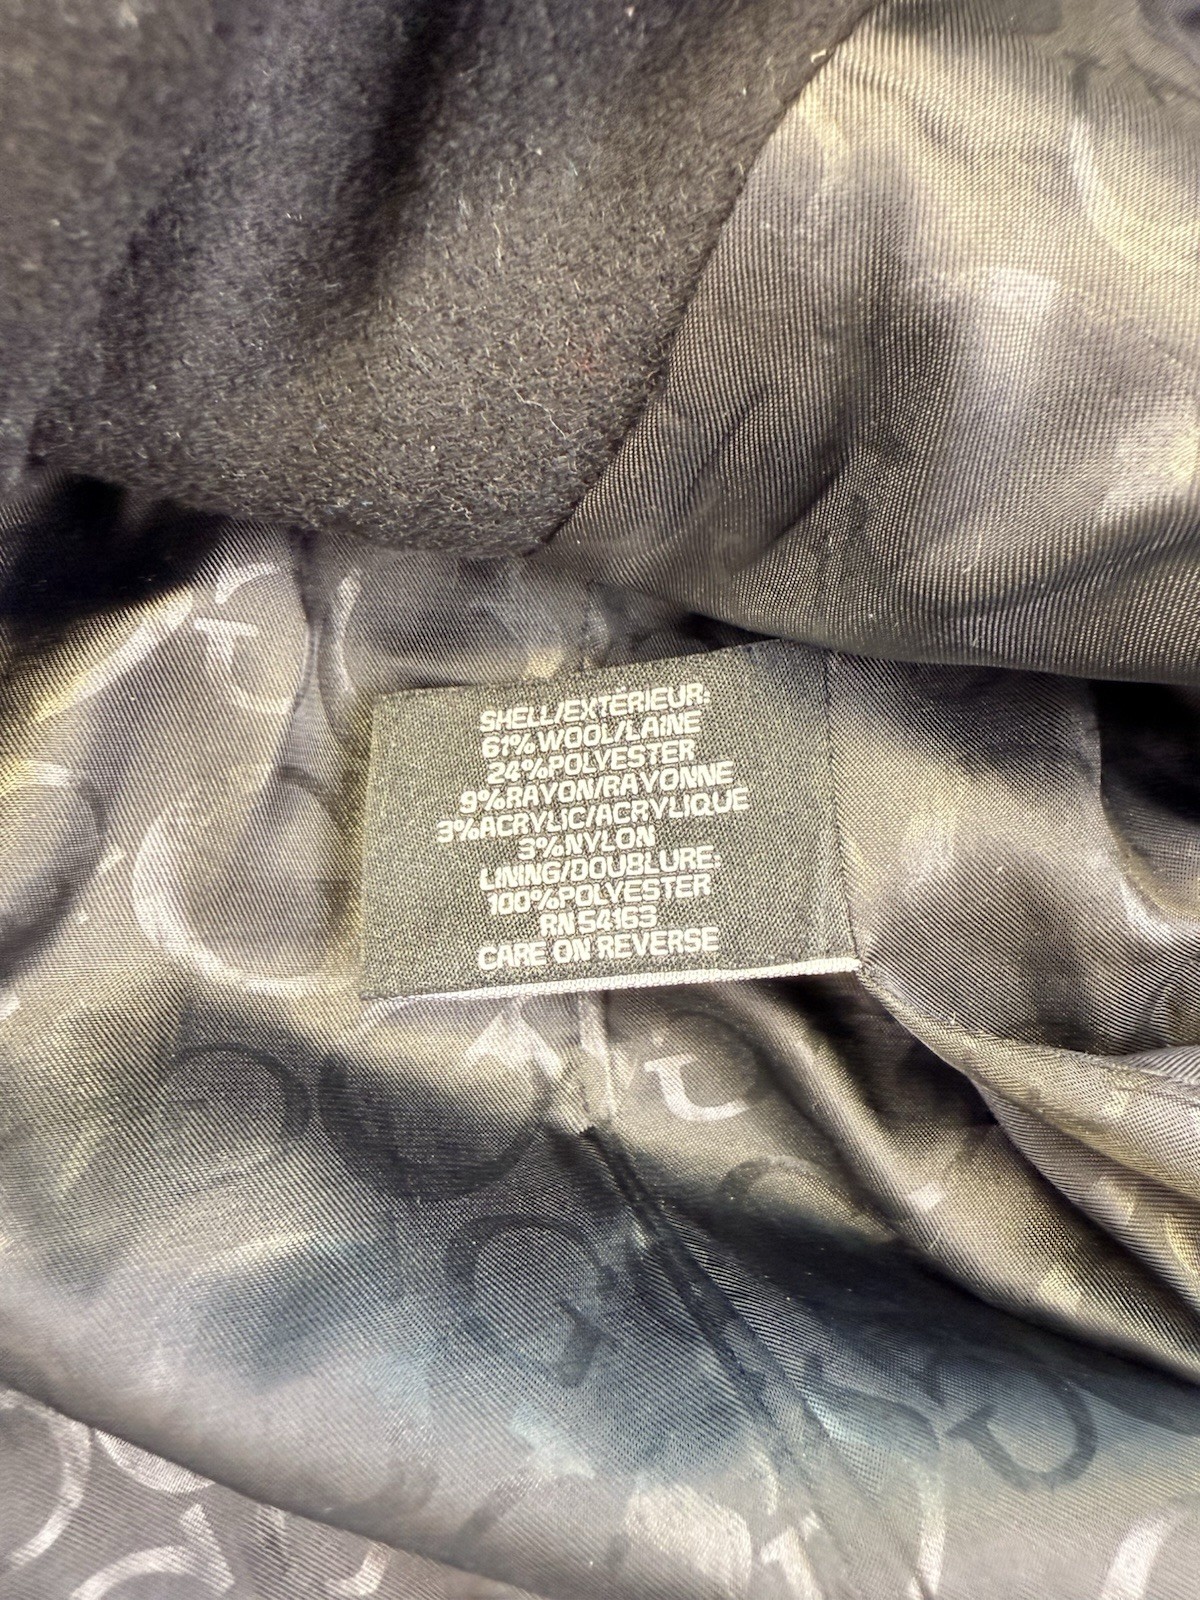 SHELL/EXTÉRIEUR:
61%WOOL/LAINE
24%POLYESTER
9%RAYON/RAYONNE
3%ACRYLIC/ACRYLIQUE
3%NYLON
LINING/DOUBLURE:
100%POLYESTER
RN 54163
CARE ON REVERSE